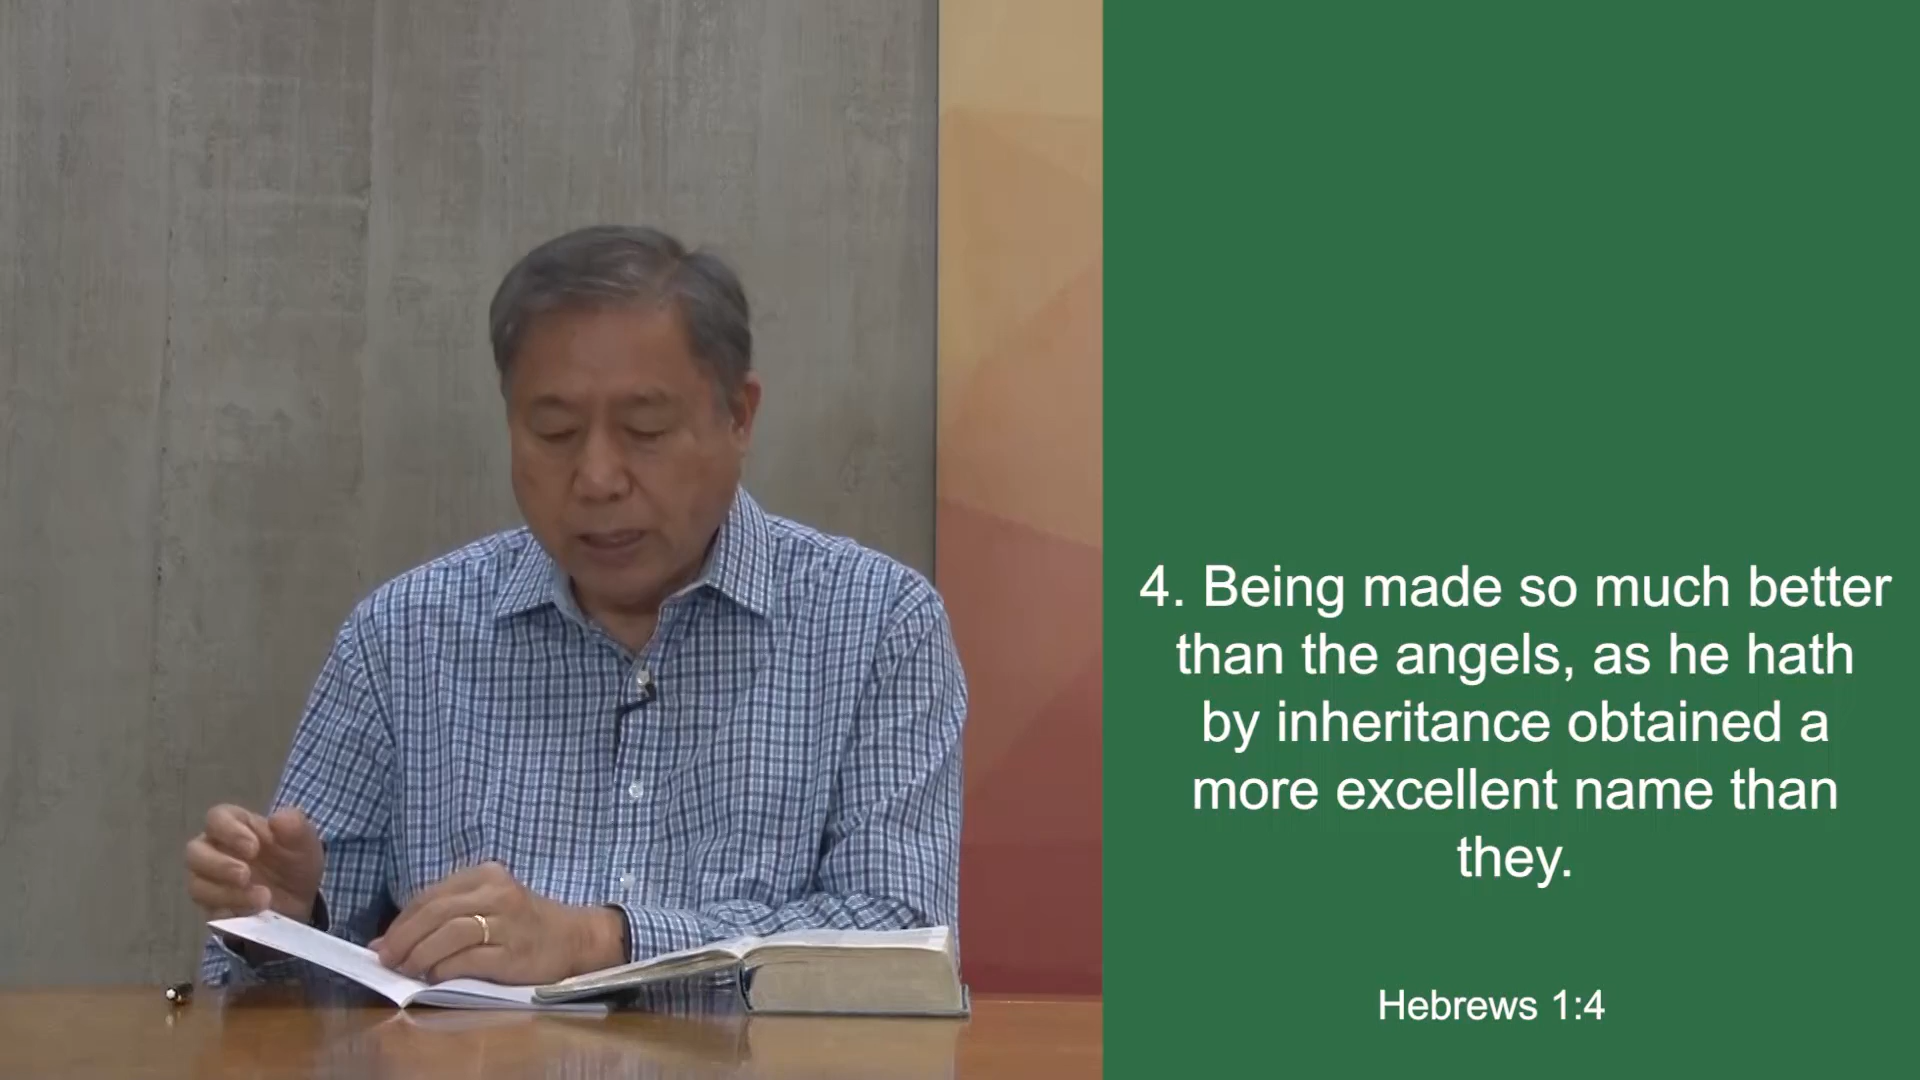 4. Being made so much better
than the angels, as he hath
by inheritance obtained a
more excellent name than
they.
Hebrews 1:4